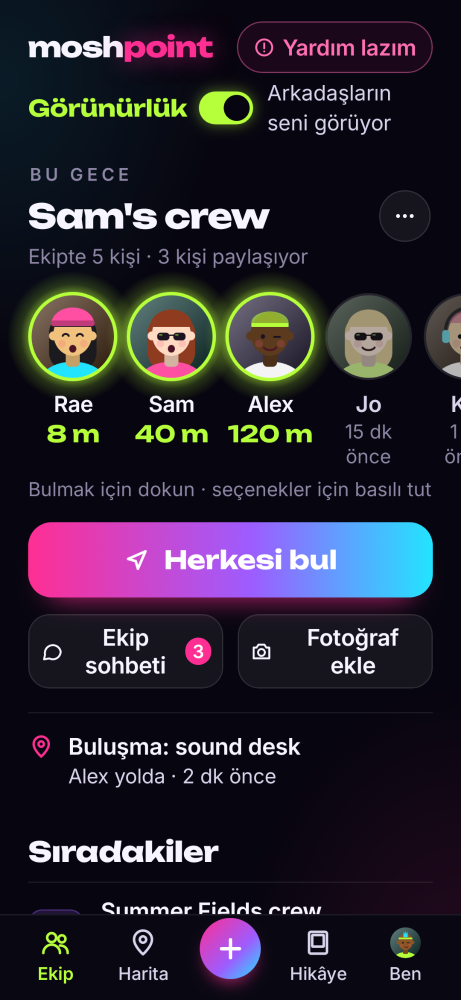 moshpoint
Yardım lazım
Görünürlük
Arkadaşların
seni görüyor
BU GECE
Sam's crew
Ekipte 5 kişi · 3 kişi paylaşıyor
Rae
Sam
Alex
Jo
8 m
40 m
120 m
15 dk
önce
Bulmak için dokun · seçenekler için basılı tut
Herkesi bul
Ekip
sohbeti
3
Fotoğraf
ekle
Buluşma: sound desk
Alex yolda · 2 dk önce
Sıradakiler
Summer Fields crew
Ekip
Harita
Hikâye
Ben